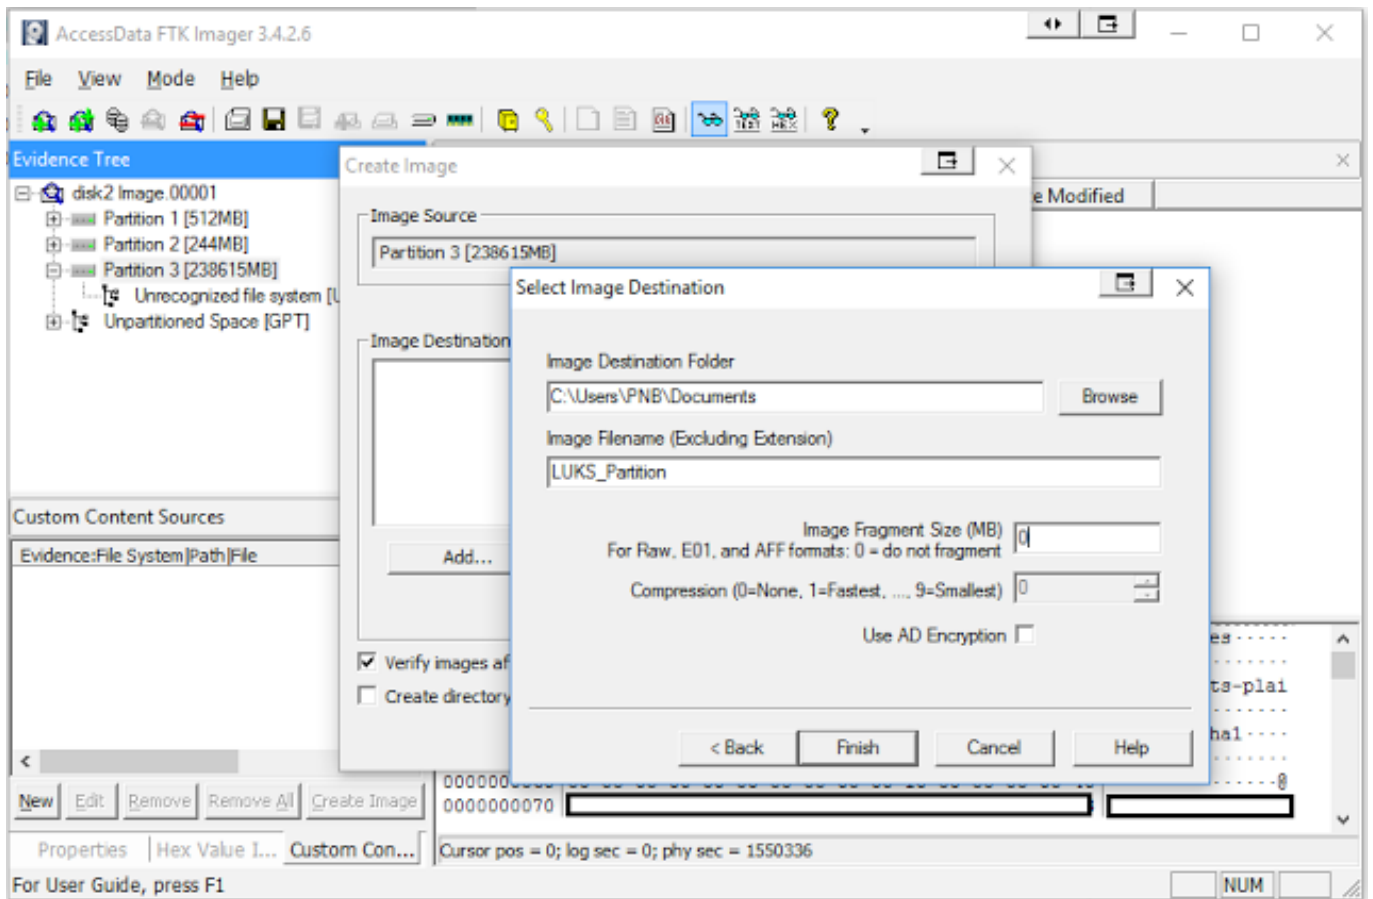 AccessData FTK Imager 3.4.2.6
File View Mode Help
Evidence Tree
disk2 Image.00001
Partition 1 [512MB]
Partition 2 [244MB]
Partition 3 [238615MB]
Unrecognized file system [U
Unpartitioned Space [GPT]
Custom Content Sources
Evidence:File System|Path|File
New Edit Remove Remove All Create Image
Properties Hex Value I... Custom Con...
For User Guide, press F1
e Modified
Create Image
Image Source
Partition 3 [238615MB]
Image Destination
Add...
Verify images af
Create directory
Select Image Destination
Image Destination Folder
C:\Users\PNB\Documents
Browse
Image Filename (Excluding Extension)
LUKS_Partition
Image Fragment Size (MB)
For Raw, E01, and AFF formats: 0 = do not fragment
0
Compression (0=None, 1=Fastest, ..., 9=Smallest)
0
Use AD Encryption
< Back Finish Cancel Help
es·····
ts-plai
ha1····
·······@
0000000070
Cursor pos = 0; log sec = 0; phy sec = 1550336
NUM